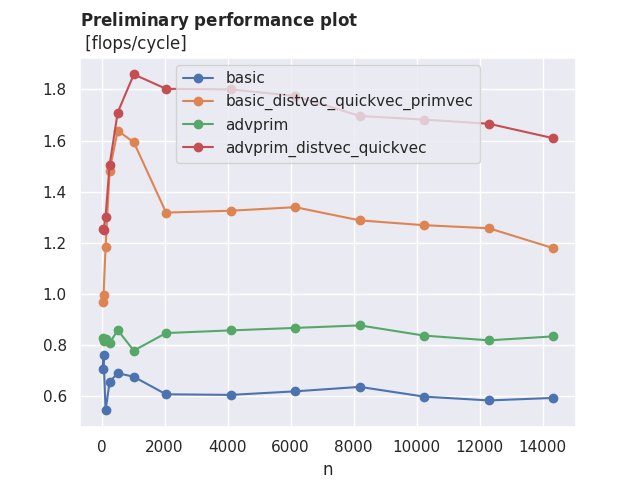 Preliminary performance plot
[flops/cycle]
basic
basic_distvec_quickvec_primvec
advprim
advprim_distvec_quickvec
1.8
1.6
1.4
1.2
1.0
0.8
0.6
0 2000 4000 6000 8000 10000 12000 14000
n